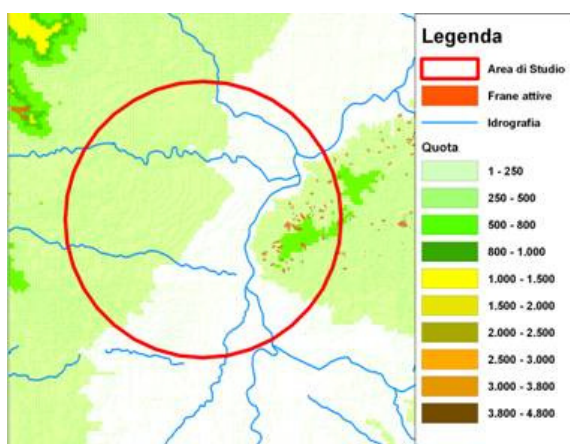 Legenda
Area di Studio
Frane attive
Idrografia
Quota
1 - 250
250 - 500
500 - 800
800 - 1.000
1.000 - 1.500
1.500 - 2.000
2.000 - 2.500
2.500 - 3.000
3.000 - 3.800
3.800 - 4.800